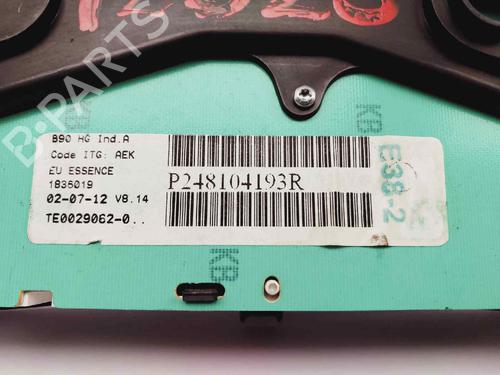 B-PARTS
KB
B90 HG Ind.A
Code ITG: AEK
EU ESSENCE
1836019
02-07-12 V8.14
TE0029062-0..
P248104193R
E38-2
KB